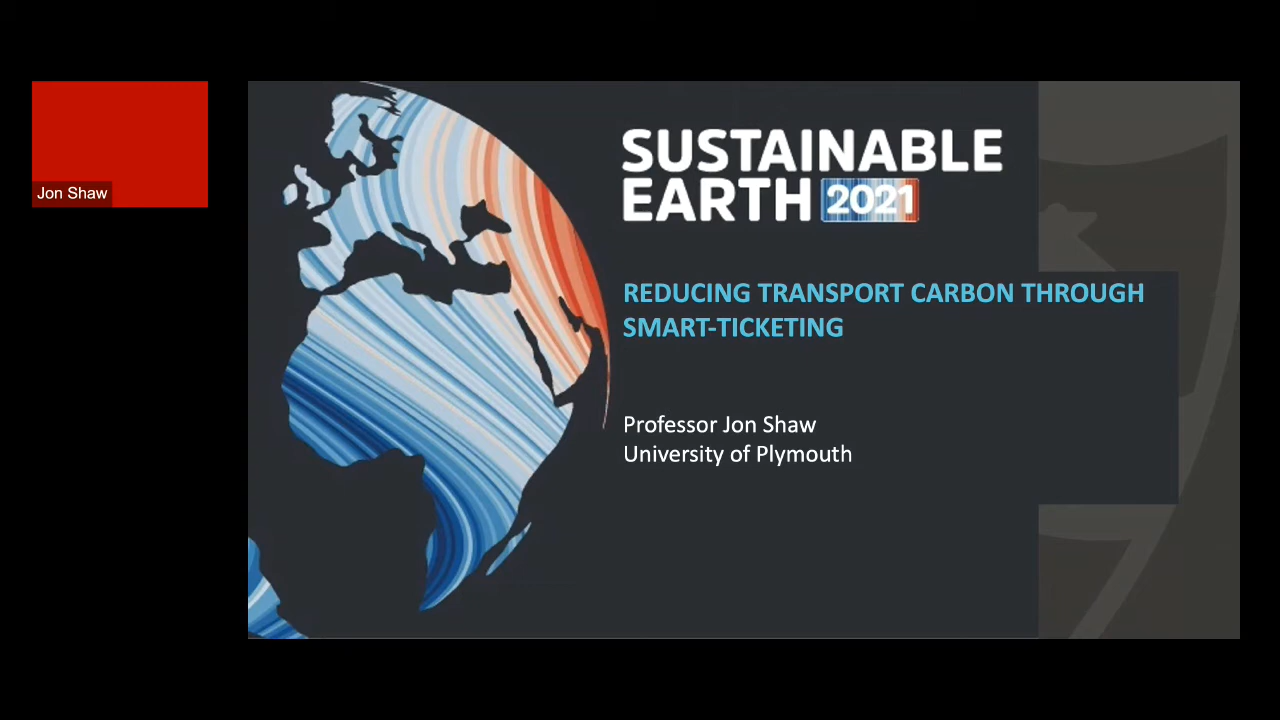 Jon Shaw
SUSTAINABLE
EARTH 2021
REDUCING TRANSPORT CARBON THROUGH
SMART-TICKETING
Professor Jon Shaw
University of Plymouth